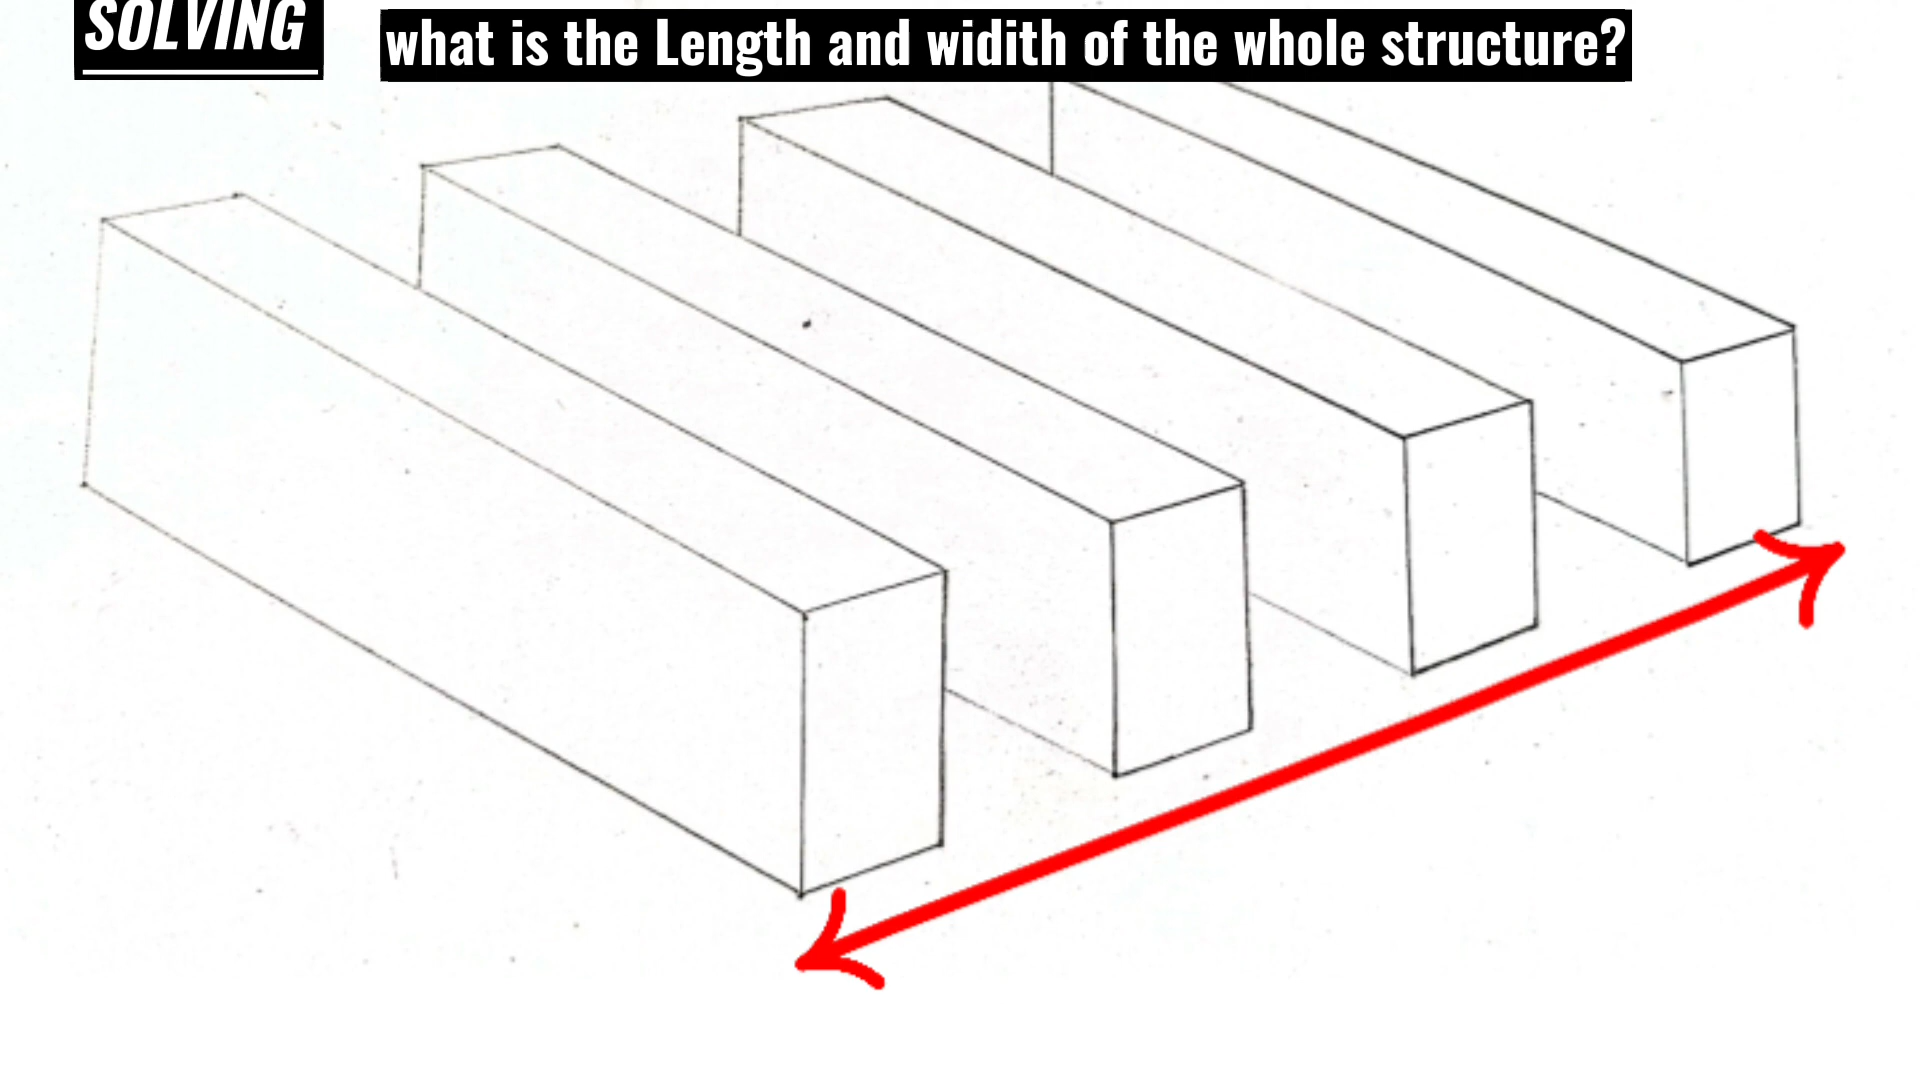 SOLVING
what is the Length and widith of the whole structure?